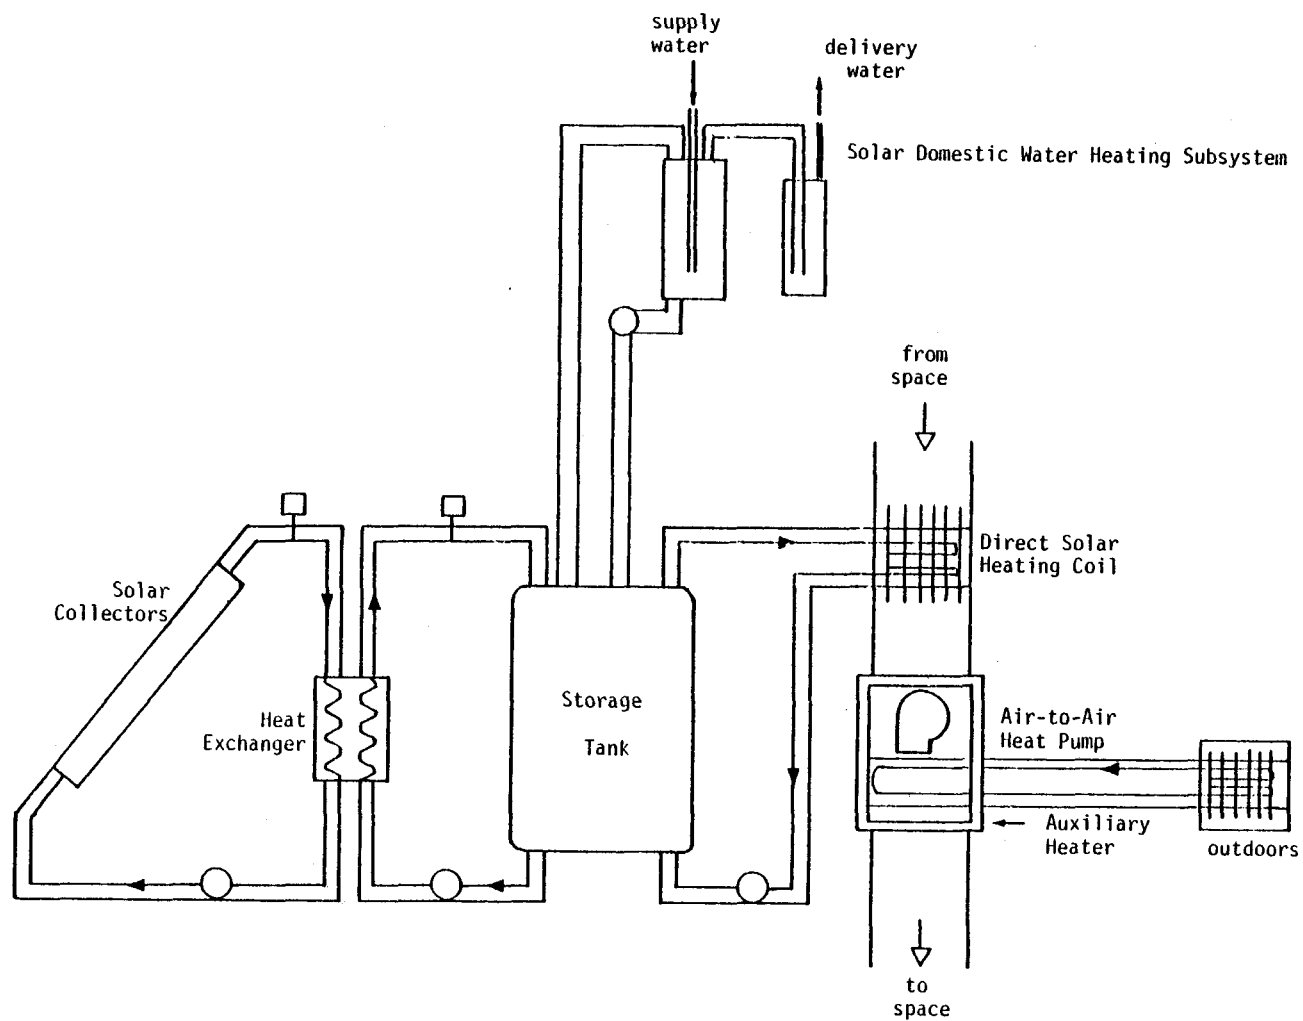 supply
water
delivery
water
Solar Domestic Water Heating Subsystem
from
space
Direct Solar
Heating Coil
Solar
Collectors
Heat
Exchanger
Storage
Tank
Air-to-Air
Heat Pump
Auxiliary
Heater
outdoors
to
space